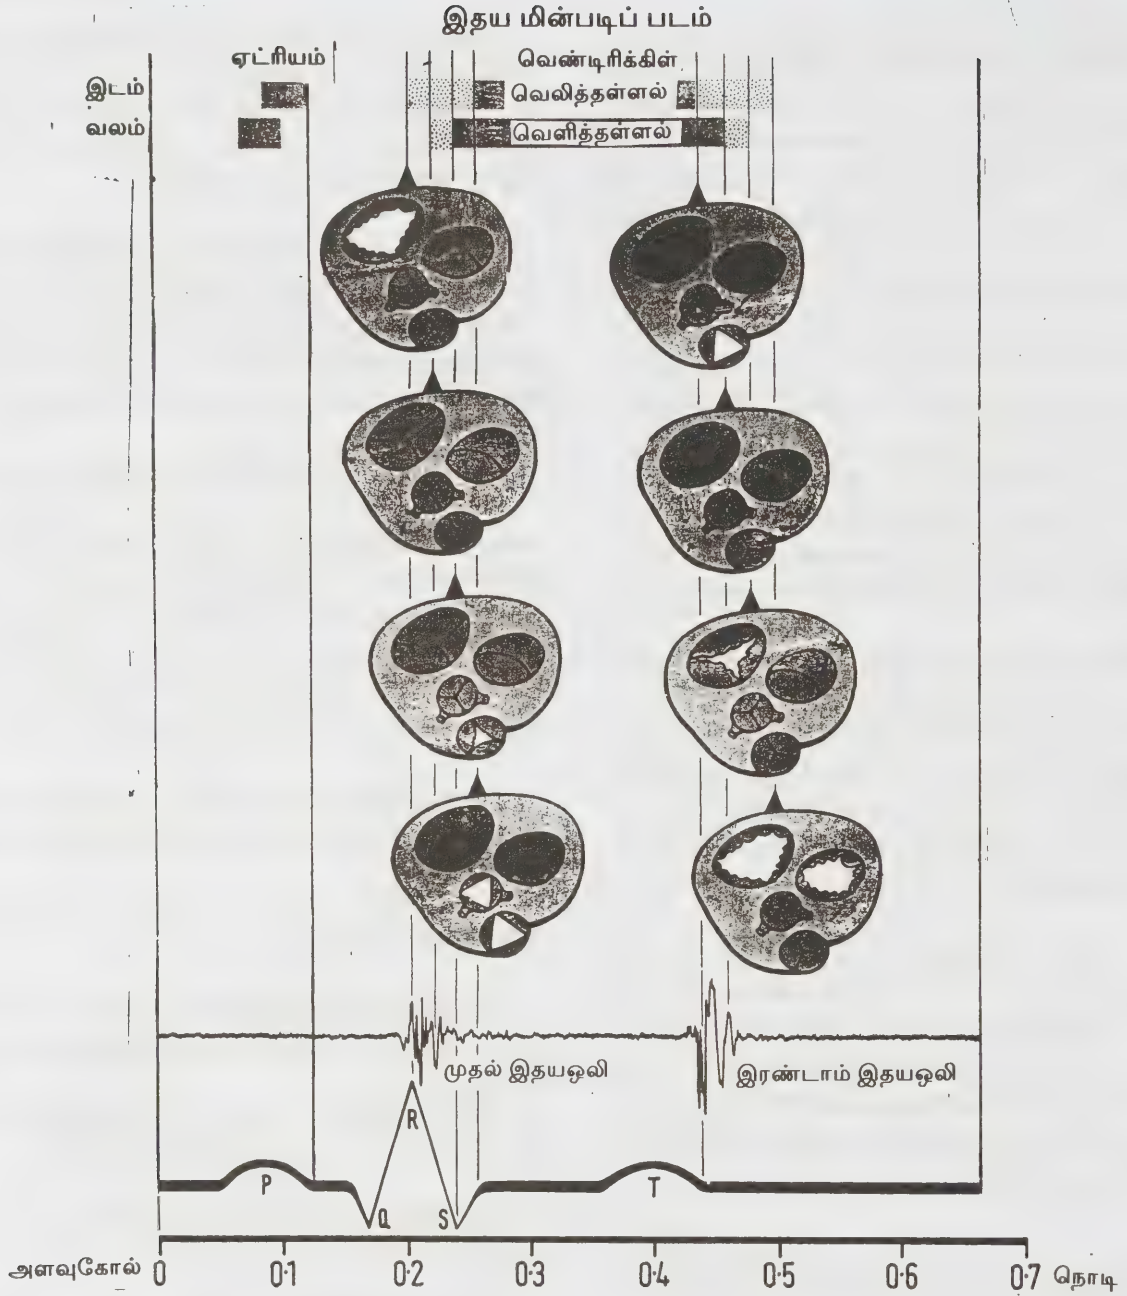 இதய மின்படிப் படம்
ஏட்ரியம் வெண்டிரிக்கிள்
இடம் வெலித்தள்ளல்
வலம் வெளித்தள்ளல்
முதல் இதயஒலி இரண்டாம் இதயஒலி
R
P T
Q S
அளவுகோல் 0 0·1 0·2 0·3 0·4 0·5 0·6 0·7 நொடி